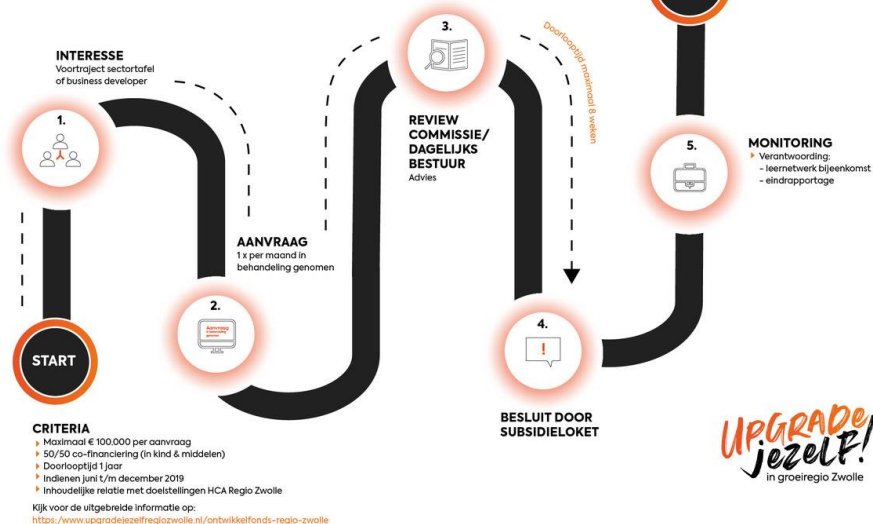 INTERESSE
Voortraject sectortafel
of business developer
1.
AANVRAAG
1 x per maand in
behandeling genomen
2.
Aanvraag
in behandeling
genomen
3.
REVIEW
COMMISSIE/
DAGELIJKS
BESTUUR
Advies
Doorlooptijd maximaal 8 weken
4.
BESLUIT DOOR
SUBSIDIELOKET
5.
MONITORING
Verantwoording:
- leernetwerk bijeenkomst
- eindrapportage
START
CRITERIA
Maximaal € 100.000 per aanvraag
50/50 co-financiering (in kind & middelen)
Doorlooptijd 1 jaar
Indienen juni t/m december 2019
Inhoudelijke relatie met doelstellingen HCA Regio Zwolle
Kijk voor de uitgebreide informatie op:
https:/www.upgradejezelfregiozwolle.nl/ontwikkelfonds-regio-zwolle
UPGRADE
jezelf!
in groeiregio Zwolle